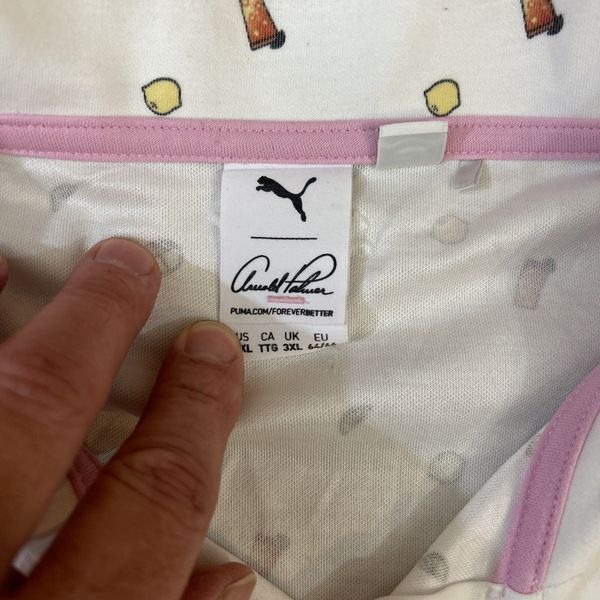 Arnold Palmer
PUMA.COM/FOREVERBETTER
US CA UK EU
XL TTG 3XL